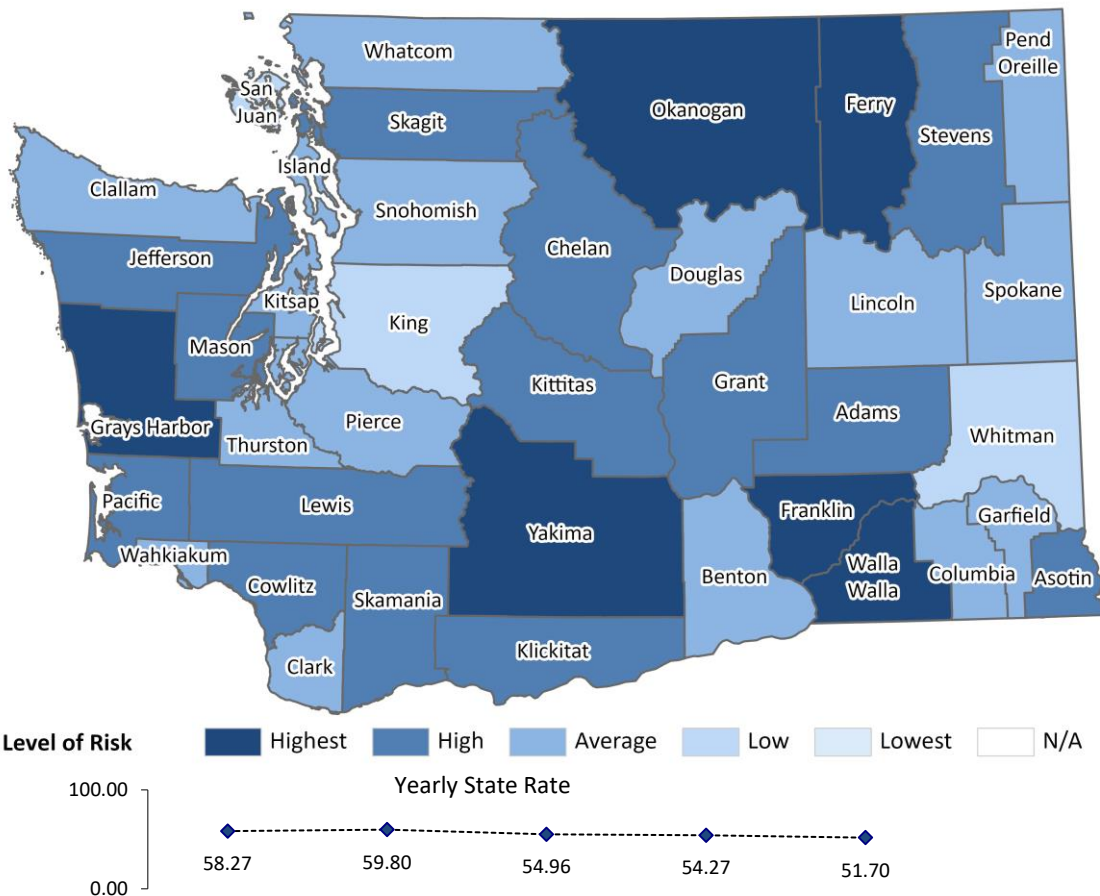 Whatcom
Pend
Oreille
San
Juan
Okanogan
Ferry
Skagit
Stevens
Island
Clallam
Snohomish
Chelan
Jefferson
Douglas
Kitsap
Lincoln
Spokane
King
Mason
Kittitas
Grant
Adams
Grays Harbor
Pierce
Thurston
Whitman
Pacific
Lewis
Yakima
Franklin
Garfield
Wahkiakum
Cowlitz
Skamania
Benton
Walla
Walla
Columbia
Asotin
Clark
Klickitat
Level of Risk Highest High Average Low Lowest N/A
Yearly State Rate
100.00
58.27 59.80 54.96 54.27 51.70
0.00